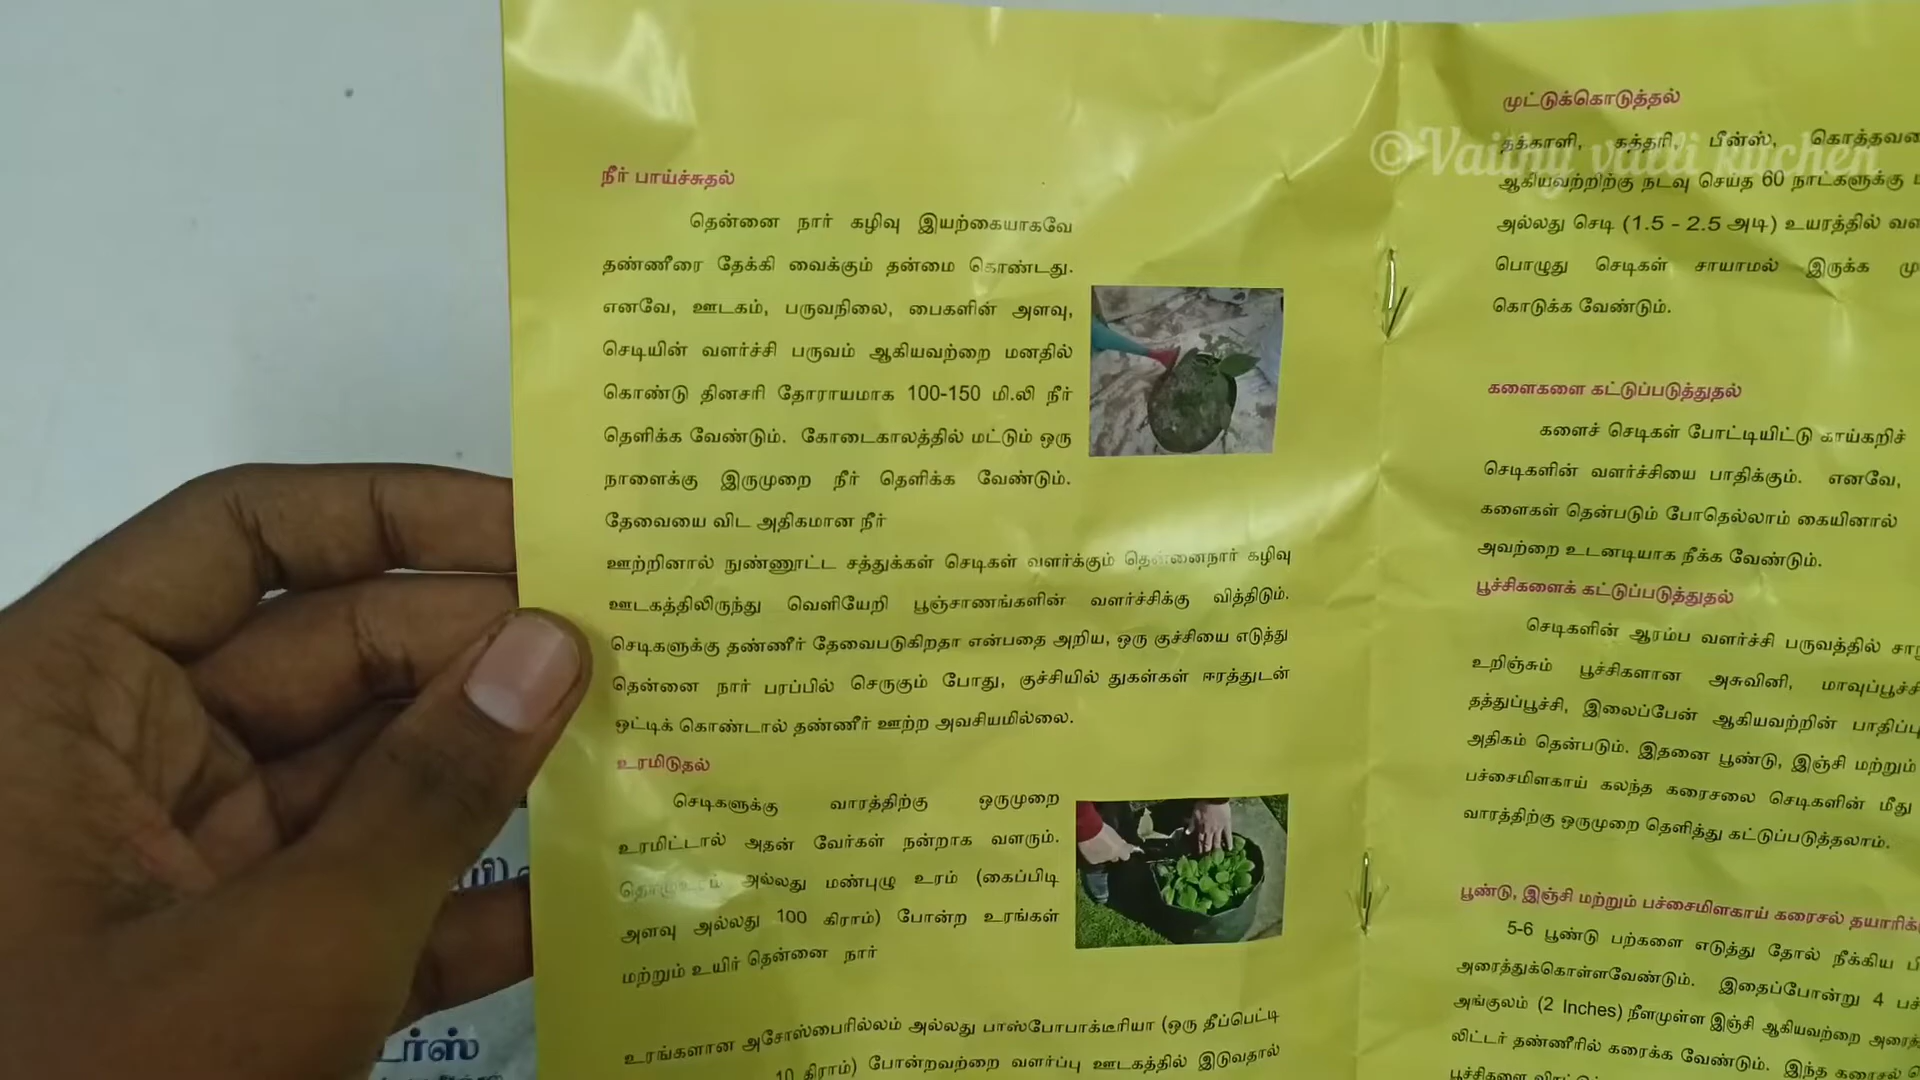 நீர் பாய்ச்சுதல்
தென்னை நார் கழிவு இயற்கையாகவே
தண்ணீரை தேக்கி வைக்கும் தன்மை கொண்டது.
எனவே, ஊடகம், பருவநிலை, பைகளின் அளவு,
செடியின் வளர்ச்சி பருவம் ஆகியவற்றை மனதில்
கொண்டு தினசரி தோராயமாக 100-150 மி.லி நீர்
தெளிக்க வேண்டும். கோடைகாலத்தில் மட்டும் ஒரு
நாளைக்கு இருமுறை நீர் தெளிக்க வேண்டும்.
தேவையை விட அதிகமான நீர்
ஊற்றினால் நுண்ணூட்ட சத்துக்கள் செடிகள் வளர்க்கும் தென்னைநார் கழிவு
ஊடகத்திலிருந்து வெளியேறி பூஞ்சாணங்களின் வளர்ச்சிக்கு வித்திடும்.
செடிகளுக்கு தண்ணீர் தேவைபடுகிறதா என்பதை அறிய, ஒரு குச்சியை எடுத்து
தென்னை நார் பரப்பில் செருகும் போது, குச்சியில் துகள்கள் ஈரத்துடன்
ஒட்டிக் கொண்டால் தண்ணீர் ஊற்ற அவசியமில்லை.
உரமிடுதல்
செடிகளுக்கு வாரத்திற்கு ஒருமுறை
உரமிட்டால் அதன் வேர்கள் நன்றாக வளரும்.
தொழுஉரம் அல்லது மண்புழு உரம் (கைப்பிடி
அளவு அல்லது 100 கிராம்) போன்ற உரங்கள்
மற்றும் உயிர் தென்னை நார்
உரங்களான அசோஸ்பைரில்லம் அல்லது பாஸ்போபாக்டீரியா (ஒரு தீப்பெட்டி
10 கிராம்) போன்றவற்றை வளர்ப்பு ஊடகத்தில் இடுவதால்
முட்டுக்கொடுத்தல்
தக்காளி, கத்தரி, பீன்ஸ்,
ஆகியவற்றிற்கு நடவு செய்த 60 நாட்களுக்கு
அல்லது செடி (1.5 - 2.5 அடி) உயரத்தில்
பொழுது செடிகள் சாயாமல் இருக்க
கொடுக்க வேண்டும்.
களைகளை கட்டுப்படுத்துதல்
களைச் செடிகள் போட்டியிட்டு காய்கறிச்
செடிகளின் வளர்ச்சியை பாதிக்கும். எனவே,
களைகள் தென்படும் போதெல்லாம் கையினால்
அவற்றை உடனடியாக நீக்க வேண்டும்.
பூச்சிகளைக் கட்டுப்படுத்துதல்
செடிகளின் ஆரம்ப வளர்ச்சி பருவத்தில்
உறிஞ்சும் பூச்சிகளான அசுவினி,
தத்துப்பூச்சி, இலைப்பேன் ஆகியவற்றின்
அதிகம் தென்படும். இதனை பூண்டு, இஞ்சி மற்றும்
பச்சைமிளகாய் கலந்த கரைசலை செடிகளின் மீது
வாரத்திற்கு ஒருமுறை தெளித்து கட்டுப்படுத்தலாம்.
பூண்டு, இஞ்சி மற்றும் பச்சைமிளகாய் கரைசல்
5-6 பூண்டு பற்களை எடுத்து தோல் நீக்கிய
அரைத்துக்கொள்ளவேண்டும். இதைப்போன்று 4
அங்குலம் (2 Inches) நீளமுள்ள இஞ்சி ஆகியவற்றை
லிட்டர் தண்ணீரில் கரைக்க வேண்டும். இந்த கரைசல்
©Vaithy valli kitchen